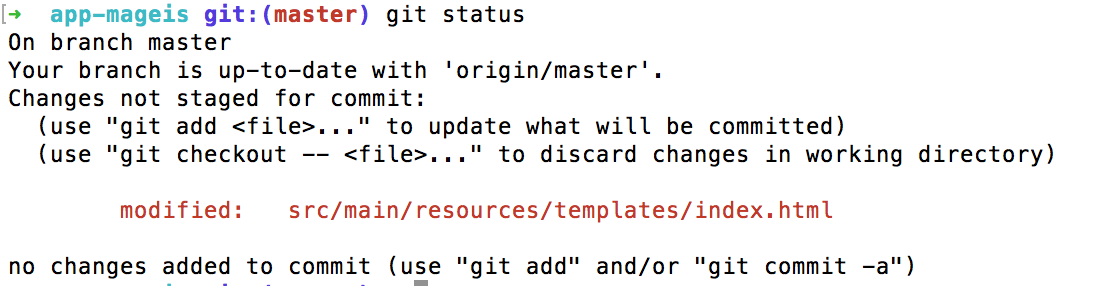 ➜  app-mageis git:(master) git status
On branch master
Your branch is up-to-date with 'origin/master'.
Changes not staged for commit:
  (use "git add <file>..." to update what will be committed)
  (use "git checkout -- <file>..." to discard changes in working directory)
        modified:   src/main/resources/templates/index.html
no changes added to commit (use "git add" and/or "git commit -a")